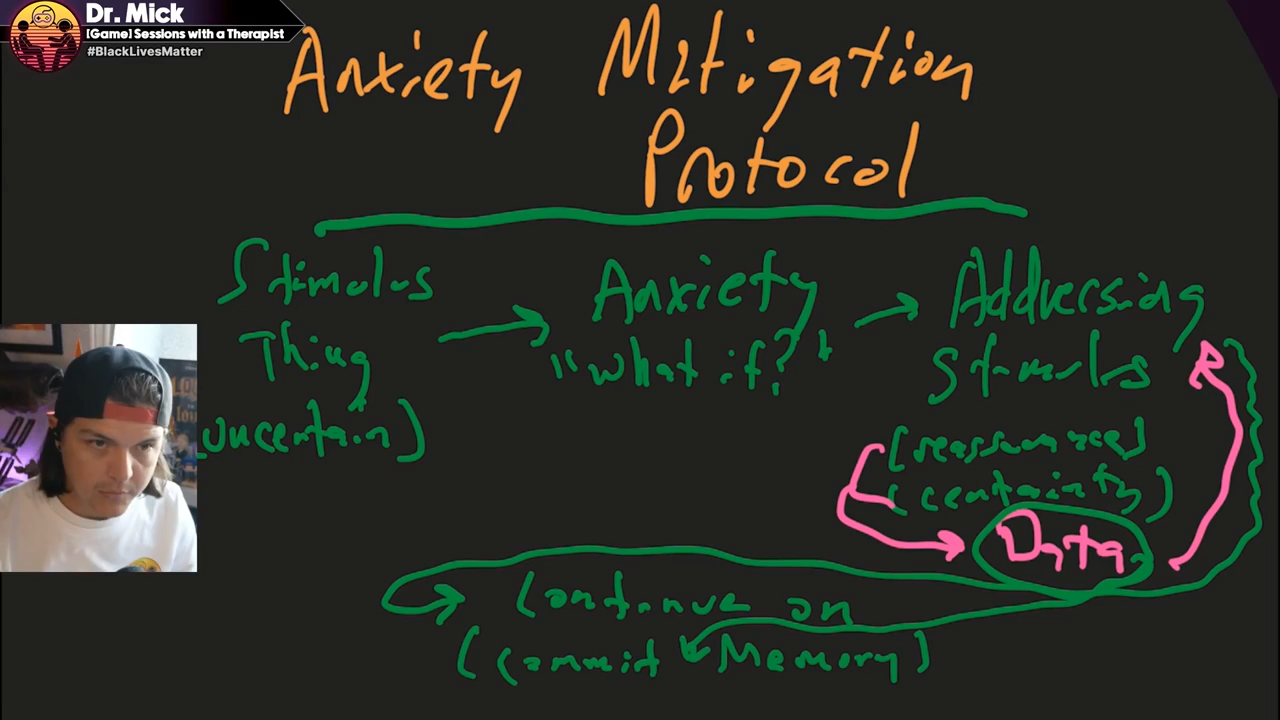 Dr. Mick
[Game] Sessions with a Therapist
#BlackLivesMatter
Anxiety Mitigation
Protocol
Stimulus
Thing
(uncertain)
Anxiety
"What if?"
Addressing
Stimulus
(reassurance)
(certainty)
Data
Continue on
(Commit Memory)